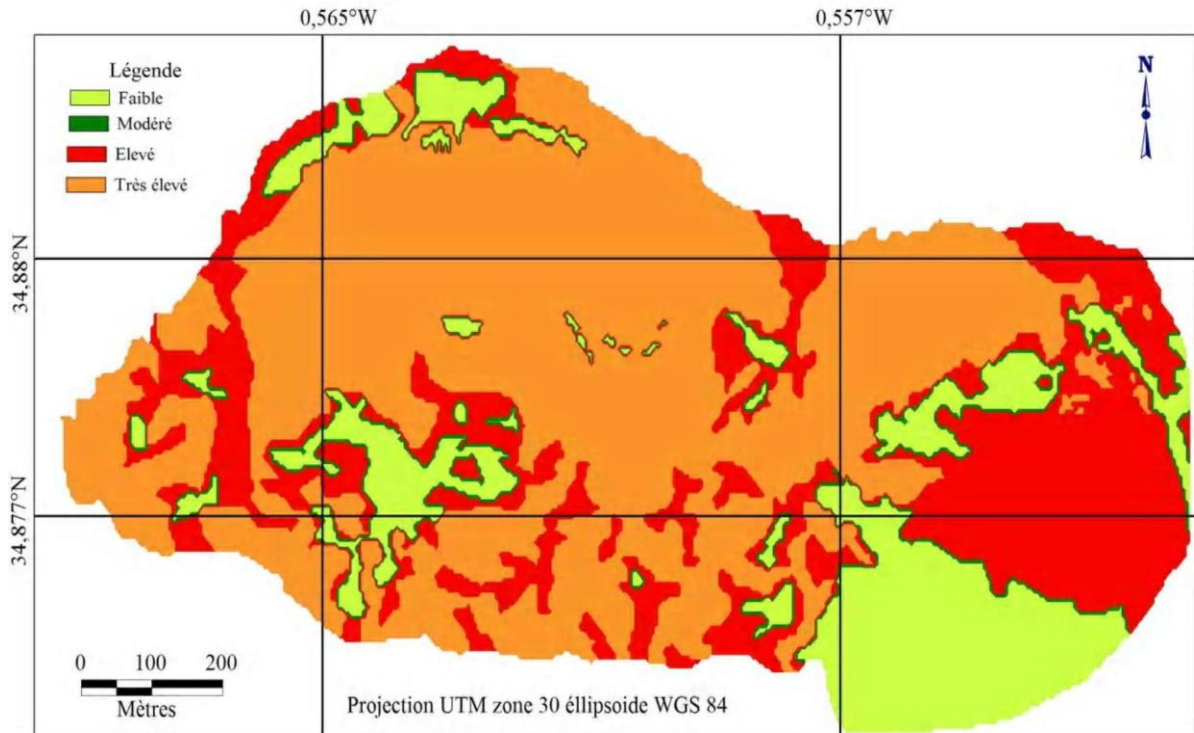 0,565°W
0,557°W
N
Légende
Faible
Modéré
Elevé
Très élevé
34,88°N
34,877°N
0 100 200
Mètres
Projection UTM zone 30 éllipsoide WGS 84